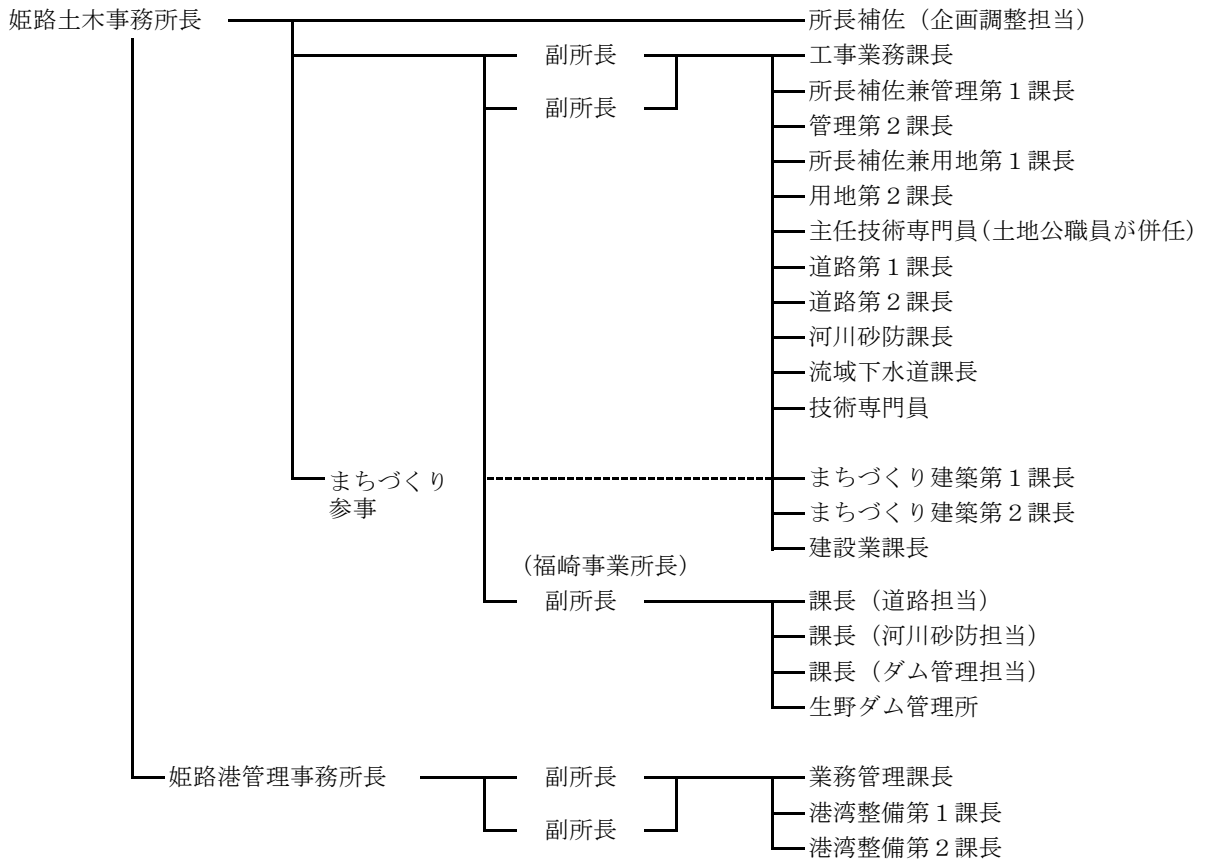 姫路土木事務所長
所長補佐（企画調整担当）
副所長
工事業務課長
所長補佐兼管理第１課長
副所長
管理第２課長
所長補佐兼用地第１課長
用地第２課長
主任技術専門員(土地公職員が併任)
道路第１課長
道路第２課長
河川砂防課長
流域下水道課長
技術専門員
まちづくり
参事
まちづくり建築第１課長
まちづくり建築第２課長
建設業課長
（福崎事業所長）
副所長
課長（道路担当）
課長（河川砂防担当）
課長（ダム管理担当）
生野ダム管理所
姫路港管理事務所長
副所長
業務管理課長
副所長
港湾整備第１課長
港湾整備第２課長